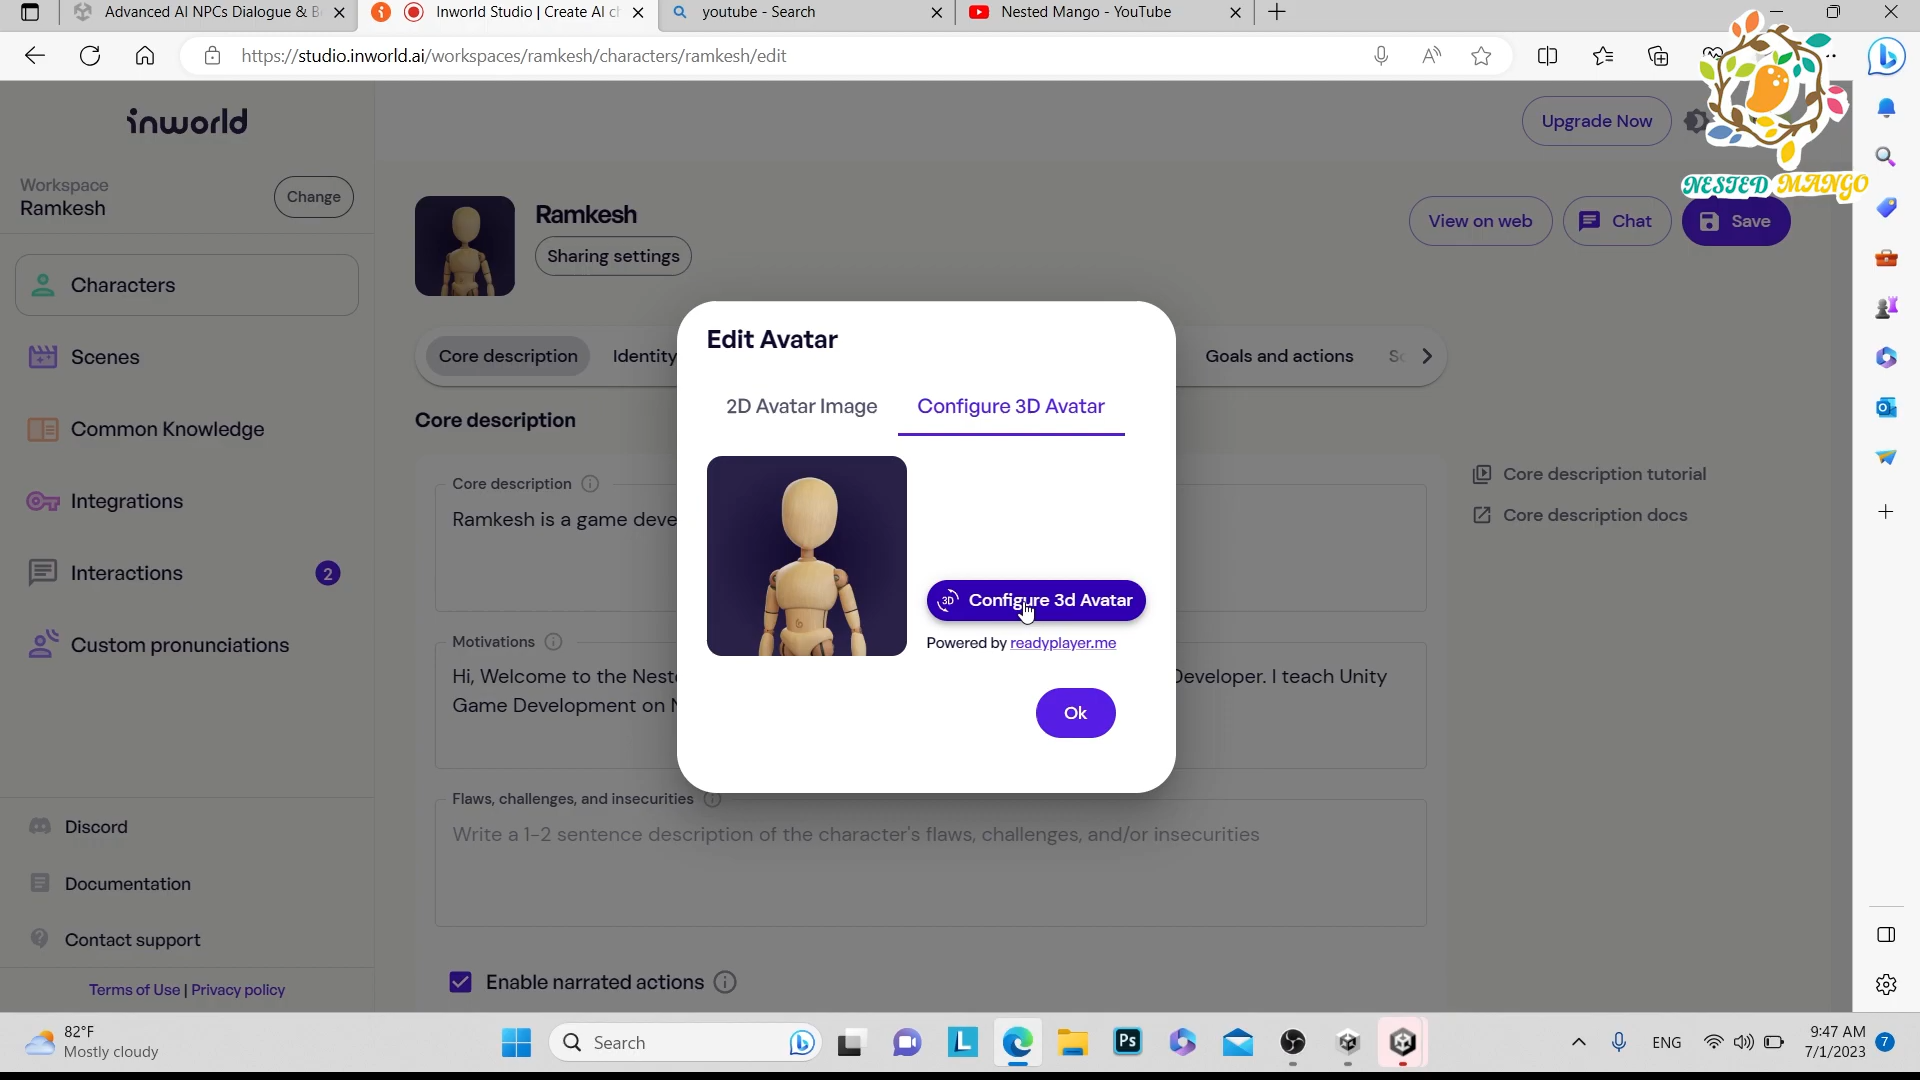 Advanced AI NPCs Dialogue & B
Inworld Studio | Create AI ch
youtube - Search
Nested Mango - YouTube
https://studio.inworld.ai/workspaces/ramkesh/characters/ramkesh/edit
inworld
Upgrade Now
NESTED MANGO
Workspace
Ramkesh
Change
Ramkesh
Sharing settings
View on web
Chat
Save
Characters
Scenes
Common Knowledge
Integrations
Interactions
2
Custom pronunciations
Discord
Documentation
Contact support
Terms of Use | Privacy policy
Core description
Identity
Goals and actions
Core description
Core description
Ramkesh is a game deve
Motivations
Hi, Welcome to the Nest
Developer. I teach Unity
Game Development on
Flaws, challenges, and insecurities
Write a 1-2 sentence description of the character's flaws, challenges, and/or insecurities
Enable narrated actions
Core description tutorial
Core description docs
Edit Avatar
2D Avatar Image
Configure 3D Avatar
3D
Configure 3d Avatar
Powered by readyplayer.me
Ok
82°F
Mostly cloudy
Search
L
Ps
ENG
9:47 AM
7/1/2023
7